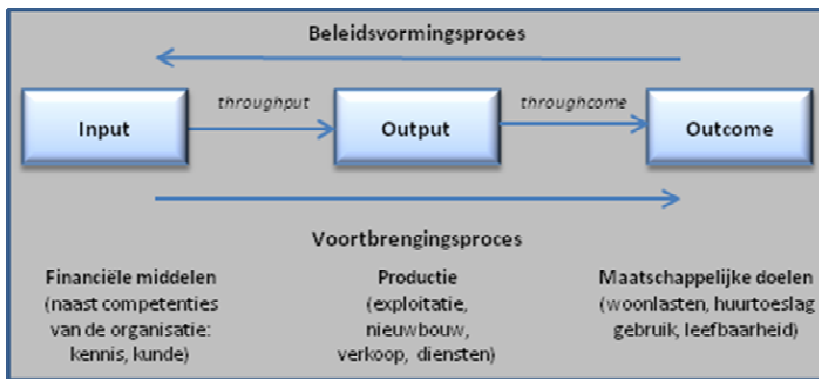 Beleidsvormingsproces
throughput
throughcome
Input
Output
Outcome
Voortbrengingsproces
Financiële middelen
(naast competenties
van de organisatie:
kennis, kunde)
Productie
(exploitatie,
nieuwbouw,
verkoop, diensten)
Maatschappelijke doelen
(woonlasten, huurtoeslag
gebruik, leefbaarheid)